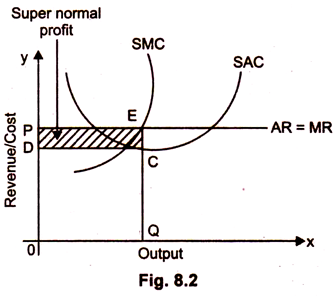 Super normal
profit
y
SMC
SAC
E
P
AR = MR
D
C
Revenue/Cost
Q
0
x
Output
Fig. 8.2